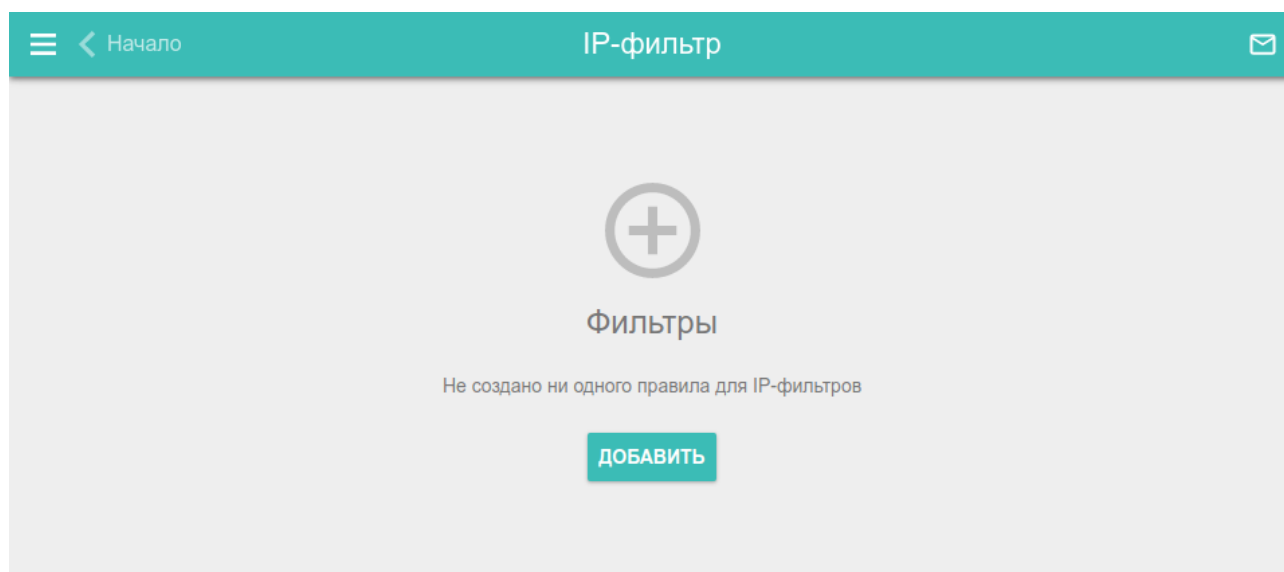 Начало
IP-фильтр
Фильтры
Не создано ни одного правила для IP-фильтров
ДОБАВИТЬ